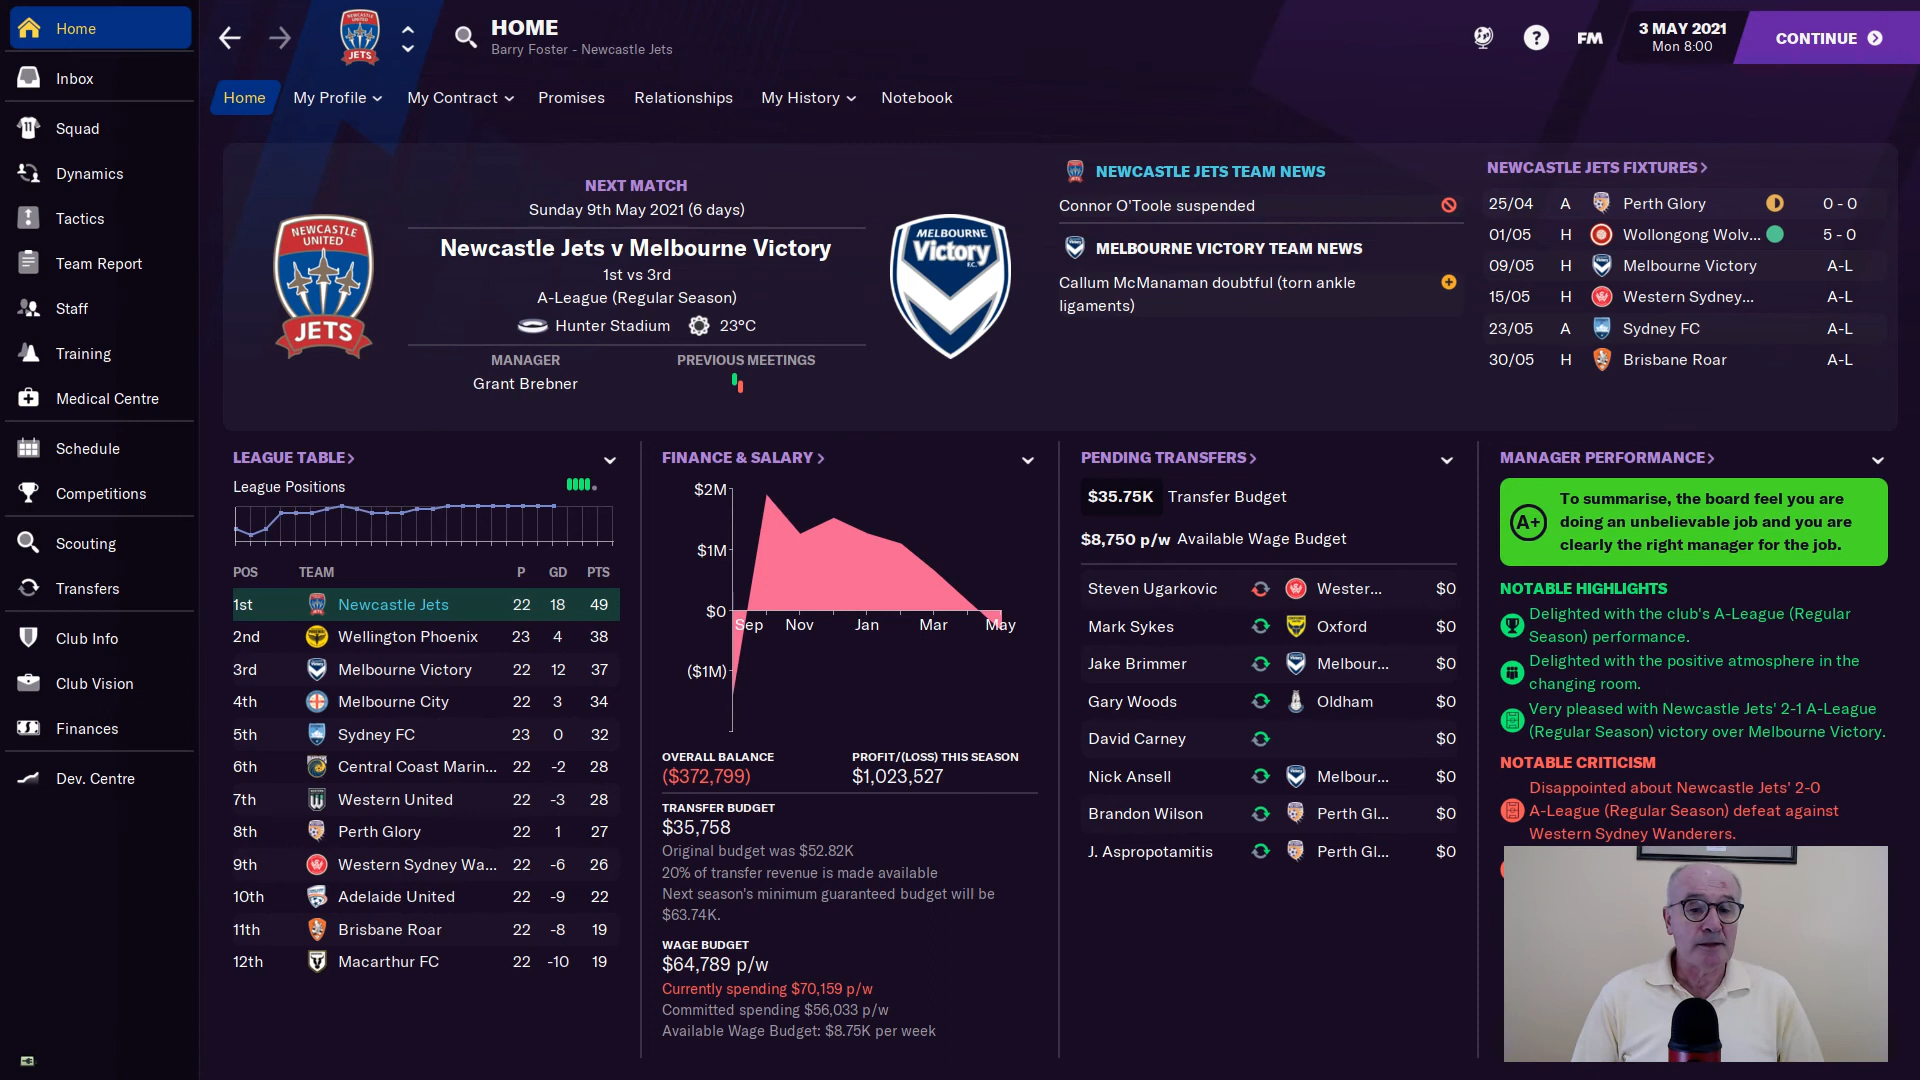 Home
Inbox
Squad
Dynamics
Tactics
Team Report
Staff
Training
Medical Centre
Schedule
Competitions
Scouting
Transfers
Club Info
Club Vision
Finances
Dev. Centre
NEWCASTLE
UNITED
JETS
HOME
Barry Foster - Newcastle Jets
?
FM
3 MAY 2021
Mon 8:00
CONTINUE
Home
My Profile
My Contract
Promises
Relationships
My History
Notebook
NEWCASTLE
UNITED
JETS
NEXT MATCH
Sunday 9th May 2021 (6 days)
Newcastle Jets v Melbourne Victory
1st vs 3rd
A-League (Regular Season)
Hunter Stadium
23°C
MANAGER
Grant Brebner
PREVIOUS MEETINGS
MELBOURNE
Victory
F.C.
NEWCASTLE JETS TEAM NEWS
Connor O'Toole suspended
MELBOURNE VICTORY TEAM NEWS
Callum McManaman doubtful (torn ankle
ligaments)
NEWCASTLE JETS FIXTURES
25/04 A Perth Glory 0 - 0
01/05 H Wollongong Wolv... 5 - 0
09/05 H Melbourne Victory A-L
15/05 H Western Sydney... A-L
23/05 A Sydney FC A-L
30/05 H Brisbane Roar A-L
LEAGUE TABLE
League Positions
POS TEAM P GD PTS
1st Newcastle Jets 22 18 49
2nd Wellington Phoenix 23 4 38
3rd Melbourne Victory 22 12 37
4th Melbourne City 22 3 34
5th Sydney FC 23 0 32
6th Central Coast Marin... 22 -2 28
7th Western United 22 -3 28
8th Perth Glory 22 1 27
9th Western Sydney Wa... 22 -6 26
10th Adelaide United 22 -9 22
11th Brisbane Roar 22 -8 19
12th Macarthur FC 22 -10 19
FINANCE & SALARY
$2M
$1M
$0
($1M)
Sep Nov Jan Mar May
OVERALL BALANCE
($372,799)
PROFIT/(LOSS) THIS SEASON
$1,023,527
TRANSFER BUDGET
$35,758
Original budget was $52.82K
20% of transfer revenue is made available
Next season's minimum guaranteed budget will be
$63.74K.
WAGE BUDGET
$64,789 p/w
Currently spending $70,159 p/w
Committed spending $56,033 p/w
Available Wage Budget: $8.75K per week
PENDING TRANSFERS
$35.75K Transfer Budget
$8,750 p/w Available Wage Budget
Steven Ugarkovic Wester... $0
Mark Sykes Oxford $0
Jake Brimmer Melbour... $0
Gary Woods Oldham $0
David Carney $0
Nick Ansell Melbour... $0
Brandon Wilson Perth Gl... $0
J. Aspropotamitis Perth Gl... $0
MANAGER PERFORMANCE
A+
To summarise, the board feel you are
doing an unbelievable job and you are
clearly the right manager for the job.
NOTABLE HIGHLIGHTS
Delighted with the club's A-League (Regular
Season) performance.
Delighted with the positive atmosphere in the
changing room.
Very pleased with Newcastle Jets' 2-1 A-League
(Regular Season) victory over Melbourne Victory.
NOTABLE CRITICISM
Disappointed about Newcastle Jets' 2-0
A-League (Regular Season) defeat against
Western Sydney Wanderers.